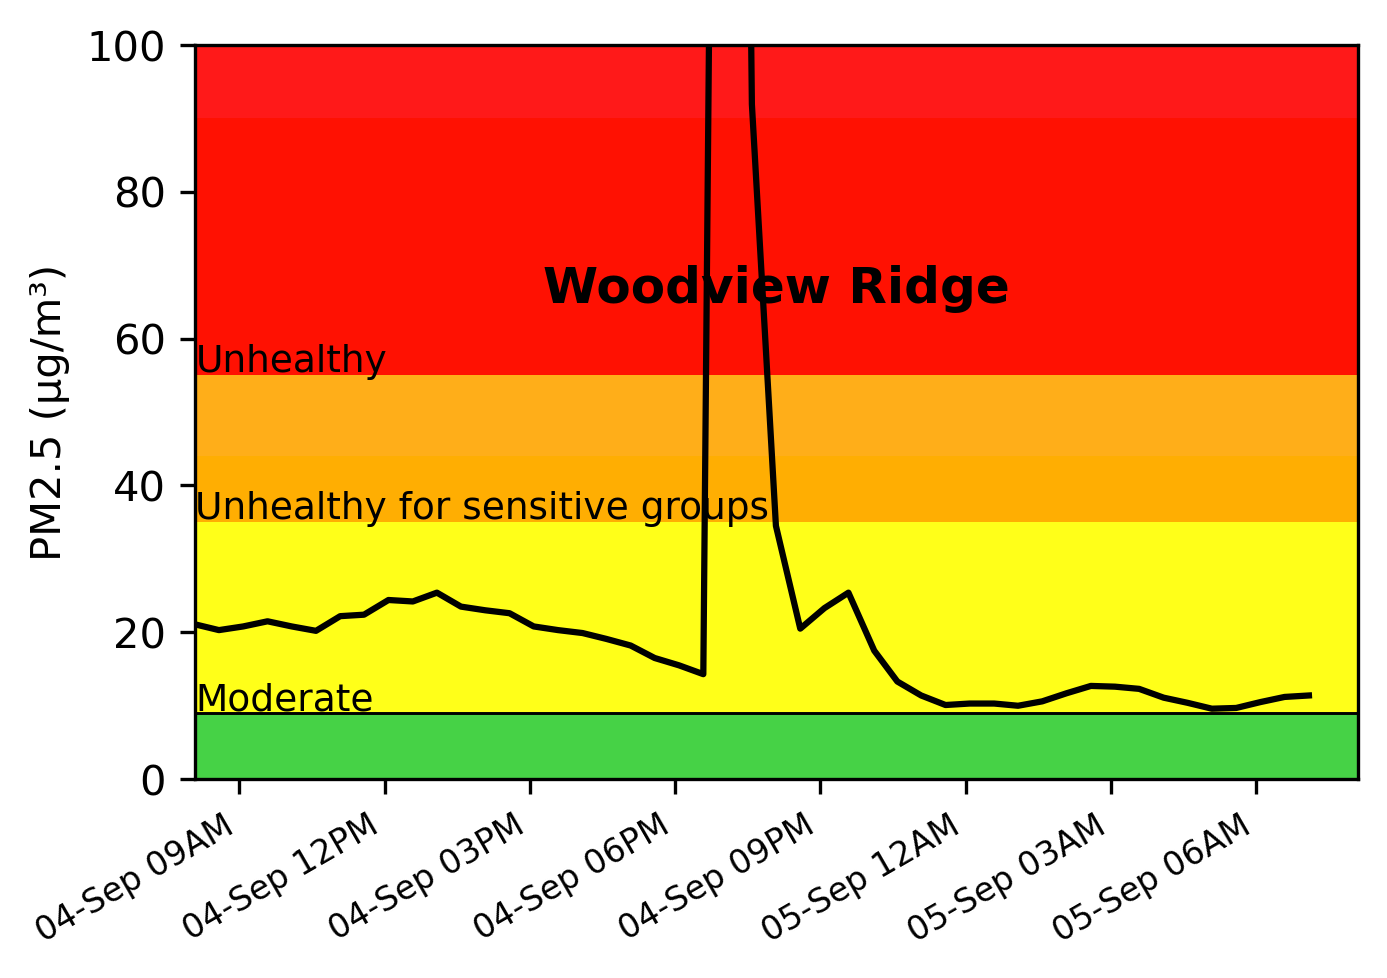 100
80
60
40
20
0
PM2.5 (µg/m³)
Woodview Ridge
Unhealthy
Unhealthy for sensitive groups
Moderate
04-Sep 09AM
04-Sep 12PM
04-Sep 03PM
04-Sep 06PM
04-Sep 09PM
05-Sep 12AM
05-Sep 03AM
05-Sep 06AM